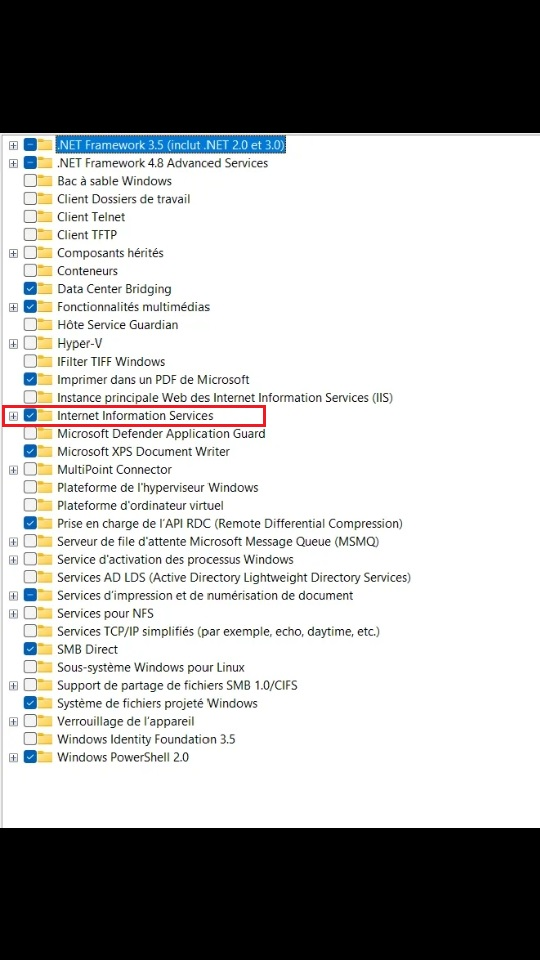 .NET Framework 3.5 (inclut .NET 2.0 et 3.0)
.NET Framework 4.8 Advanced Services
Bac à sable Windows
Client Dossiers de travail
Client Telnet
Client TFTP
Composants hérités
Conteneurs
Data Center Bridging
Fonctionnalités multimédias
Hôte Service Guardian
Hyper-V
IFilter TIFF Windows
Imprimer dans un PDF de Microsoft
Instance principale Web des Internet Information Services (IIS)
Internet Information Services
Microsoft Defender Application Guard
Microsoft XPS Document Writer
MultiPoint Connector
Plateforme de l'hyperviseur Windows
Plateforme d'ordinateur virtuel
Prise en charge de l'API RDC (Remote Differential Compression)
Serveur de file d'attente Microsoft Message Queue (MSMQ)
Service d'activation des processus Windows
Services AD LDS (Active Directory Lightweight Directory Services)
Services d'impression et de numérisation de document
Services pour NFS
Services TCP/IP simplifiés (par exemple, echo, daytime, etc.)
SMB Direct
Sous-système Windows pour Linux
Support de partage de fichiers SMB 1.0/CIFS
Système de fichiers projeté Windows
Verrouillage de l'appareil
Windows Identity Foundation 3.5
Windows PowerShell 2.0